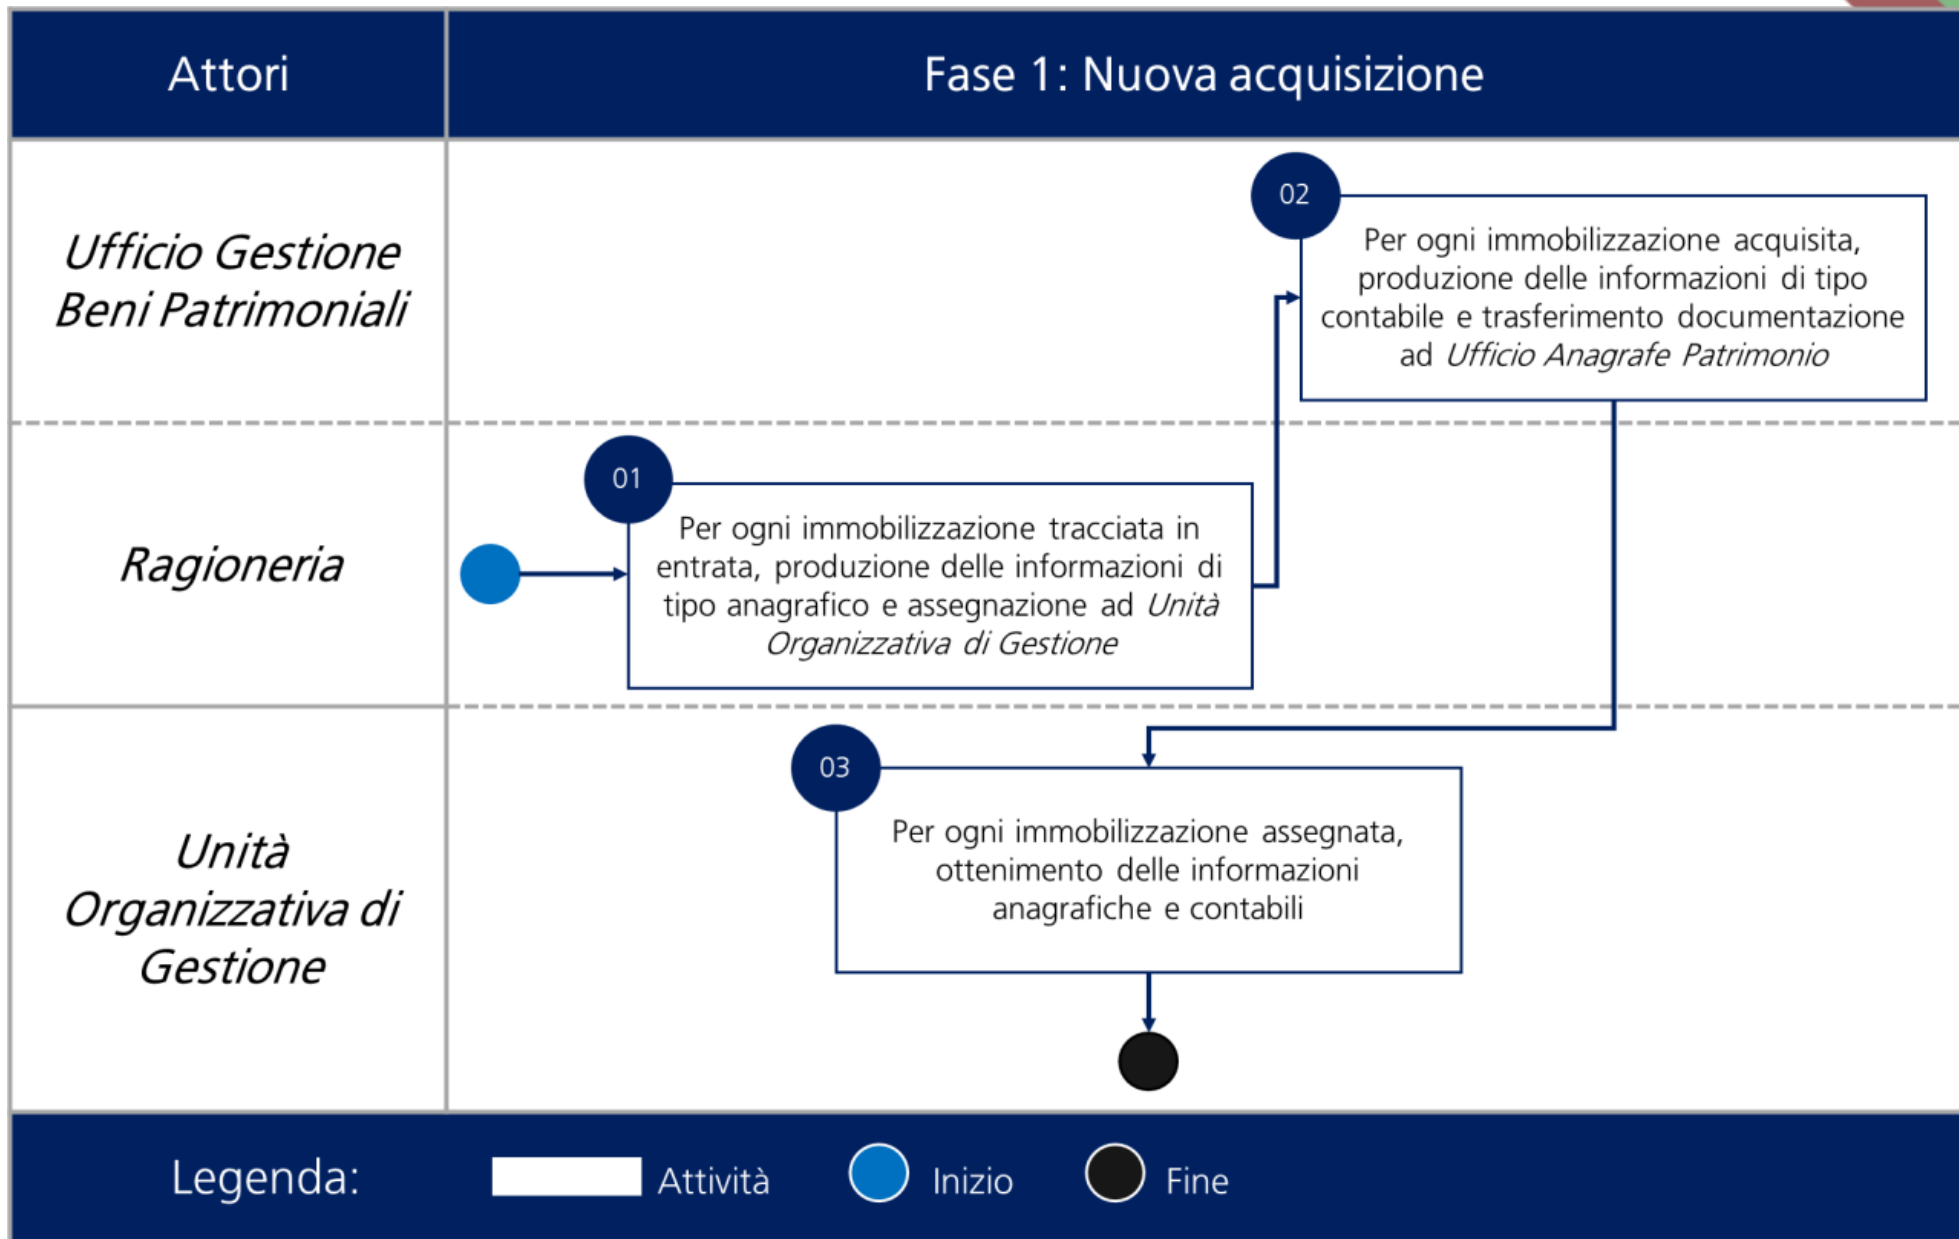 Attori
Fase 1: Nuova acquisizione
Ufficio Gestione
Beni Patrimoniali
02
Per ogni immobilizzazione acquisita,
produzione delle informazioni di tipo
contabile e trasferimento documentazione
ad Ufficio Anagrafe Patrimonio
Ragioneria
01
Per ogni immobilizzazione tracciata in
entrata, produzione delle informazioni di
tipo anagrafico e assegnazione ad Unità
Organizzativa di Gestione
Unità
Organizzativa di
Gestione
03
Per ogni immobilizzazione assegnata,
ottenimento delle informazioni
anagrafiche e contabili
Legenda:
Attività
Inizio
Fine